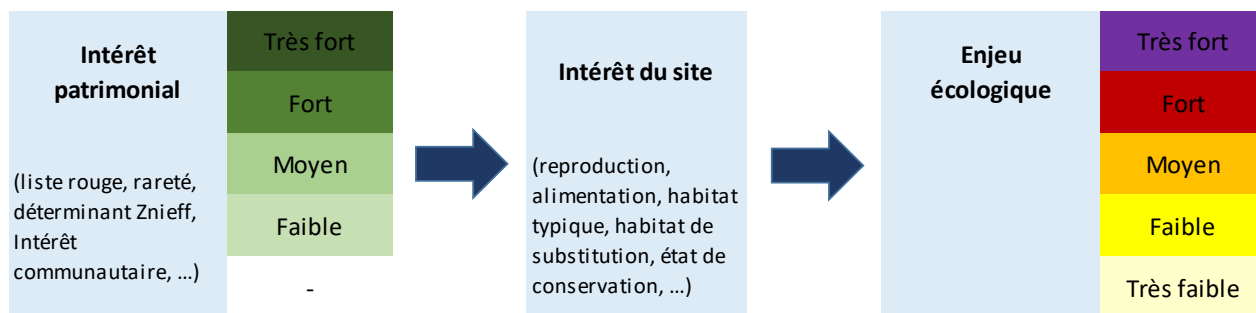 Intérêt
patrimonial
(liste rouge, rareté,
déterminant Znieff,
Intérêt
communautaire, …)
Très fort
Fort
Moyen
Faible
-
Intérêt du site
(reproduction,
alimentation, habitat
typique, habitat de
substitution, état de
conservation, …)
Enjeu
écologique
Très fort
Fort
Moyen
Faible
Très faible